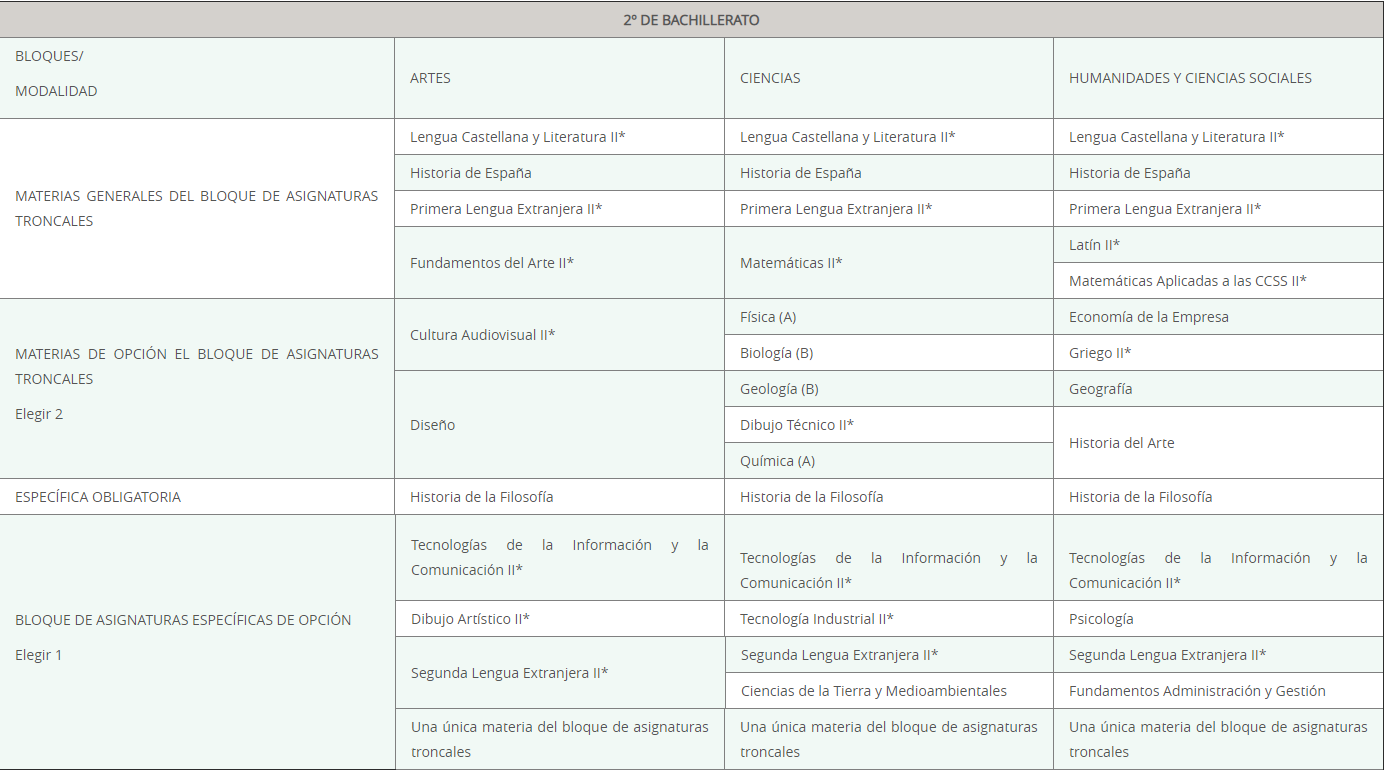 2º DE BACHILLERATO
BLOQUES/
MODALIDAD
ARTES
CIENCIAS
HUMANIDADES Y CIENCIAS SOCIALES
MATERIAS GENERALES DEL BLOQUE DE ASIGNATURAS
TRONCALES
Lengua Castellana y Literatura II*
Lengua Castellana y Literatura II*
Lengua Castellana y Literatura II*
Historia de España
Historia de España
Historia de España
Primera Lengua Extranjera II*
Primera Lengua Extranjera II*
Primera Lengua Extranjera II*
Fundamentos del Arte II*
Matemáticas II*
Latín II*
Matemáticas Aplicadas a las CCSS II*
MATERIAS DE OPCIÓN EL BLOQUE DE ASIGNATURAS
TRONCALES
Elegir 2
Cultura Audiovisual II*
Física (A)
Economía de la Empresa
Biología (B)
Griego II*
Diseño
Geología (B)
Geografía
Dibujo Técnico II*
Historia del Arte
Química (A)
ESPECÍFICA OBLIGATORIA
Historia de la Filosofía
Historia de la Filosofía
Historia de la Filosofía
BLOQUE DE ASIGNATURAS ESPECÍFICAS DE OPCIÓN
Elegir 1
Tecnologías de la Información y la
Comunicación II*
Tecnologías de la Información y la
Comunicación II*
Tecnologías de la Información y la
Comunicación II*
Dibujo Artístico II*
Tecnología Industrial II*
Psicología
Segunda Lengua Extranjera II*
Segunda Lengua Extranjera II*
Segunda Lengua Extranjera II*
Ciencias de la Tierra y Medioambientales
Fundamentos Administración y Gestión
Una única materia del bloque de asignaturas
troncales
Una única materia del bloque de asignaturas
troncales
Una única materia del bloque de asignaturas
troncales